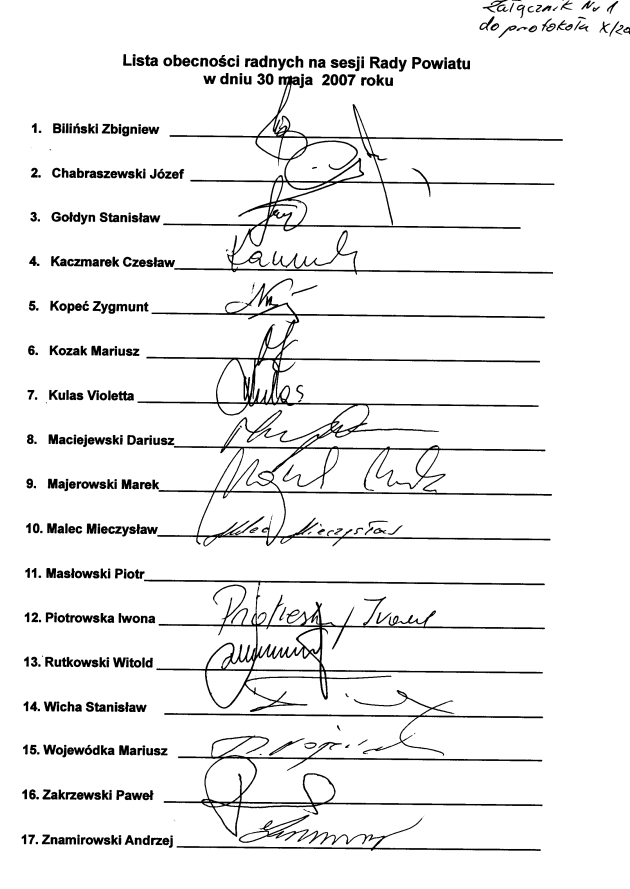 Załącznik Nr 1
do protokołu X/20
Lista obecności radnych na sesji Rady Powiatu
w dniu 30 maja 2007 roku
1. Biliński Zbigniew
2. Chabraszewski Józef
3. Gołdyn Stanisław
4. Kaczmarek Czesław
5. Kopeć Zygmunt
6. Kozak Mariusz
7. Kulas Violetta Kulas
8. Maciejewski Dariusz
9. Majerowski Marek
10. Malec Mieczysław Malec Mieczysław
11. Masłowski Piotr
12. Piotrowska Iwona Piotrowska Iwona
13. Rutkowski Witold
14. Wicha Stanisław
15. Wojewódka Mariusz
16. Zakrzewski Paweł
17. Znamirowski Andrzej